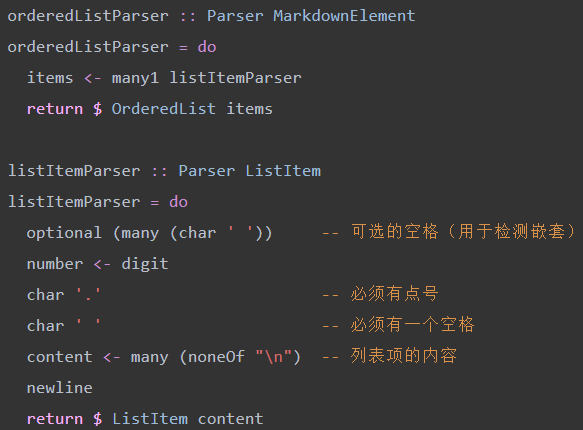 orderedListParser :: Parser MarkdownElement
orderedListParser = do
  items <- many1 listItemParser
  return $ OrderedList items

listItemParser :: Parser ListItem
listItemParser = do
  optional (many (char ' '))     -- 可选的空格（用于检测嵌套）
  number <- digit
  char '.'                       -- 必须有点号
  char ' '                       -- 必须有一个空格
  content <- many (noneOf "\n")  -- 列表项的内容
  newline
  return $ ListItem content